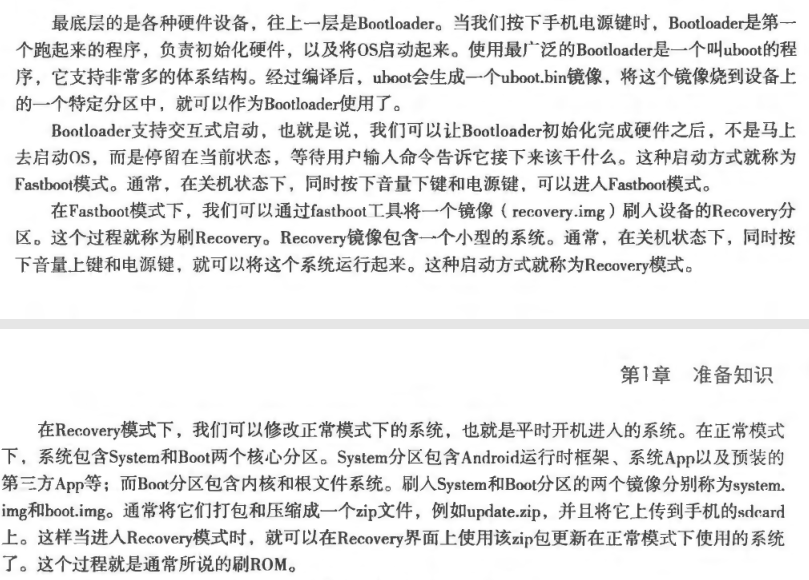 最底层的是各种硬件设备，往上一层是Bootloader。当我们按下手机电源键时，Bootloader是第一
个跑起来的程序，负责初始化硬件，以及将OS启动起来。使用最广泛的Bootloader是一个叫uboot的程
序，它支持非常多的体系结构。经过编译后，uboot会生成一个uboot.bin镜像，将这个镜像烧到设备上
的一个特定分区中，就可以作为Bootloader使用了。
Bootloader支持交互式启动，也就是说，我们可以让Bootloader初始化完成硬件之后，不是马上
去启动OS，而是停留在当前状态，等待用户输入命令告诉它接下来该干什么。这种启动方式就称为
Fastboot模式。通常，在关机状态下，同时按下音量下键和电源键，可以进入Fastboot模式。
在Fastboot模式下，我们可以通过fastboot工具将一个镜像（recovery.img）刷入设备的Recovery分
区。这个过程就称为刷Recovery。Recovery镜像包含一个小型的系统。通常，在关机状态下，同时按
下音量上键和电源键，就可以将这个系统运行起来。这种启动方式就称为Recovery模式。
第1章 准备知识
在Recovery模式下，我们可以修改正常模式下的系统，也就是平时开机进入的系统。在正常模式
下，系统包含System和Boot两个核心分区。System分区包含Android运行时框架、系统App以及预装的
第三方App等；而Boot分区包含内核和根文件系统。刷入System和Boot分区的两个镜像分别称为system.
img和boot.img。通常将它们打包和压缩成一个zip文件，例如update.zip，并且将它上传到手机的sdcard
上。这样当进入Recovery模式时，就可以在Recovery界面上使用该zip包更新在正常模式下使用的系统
了。这个过程就是通常所说的刷ROM。